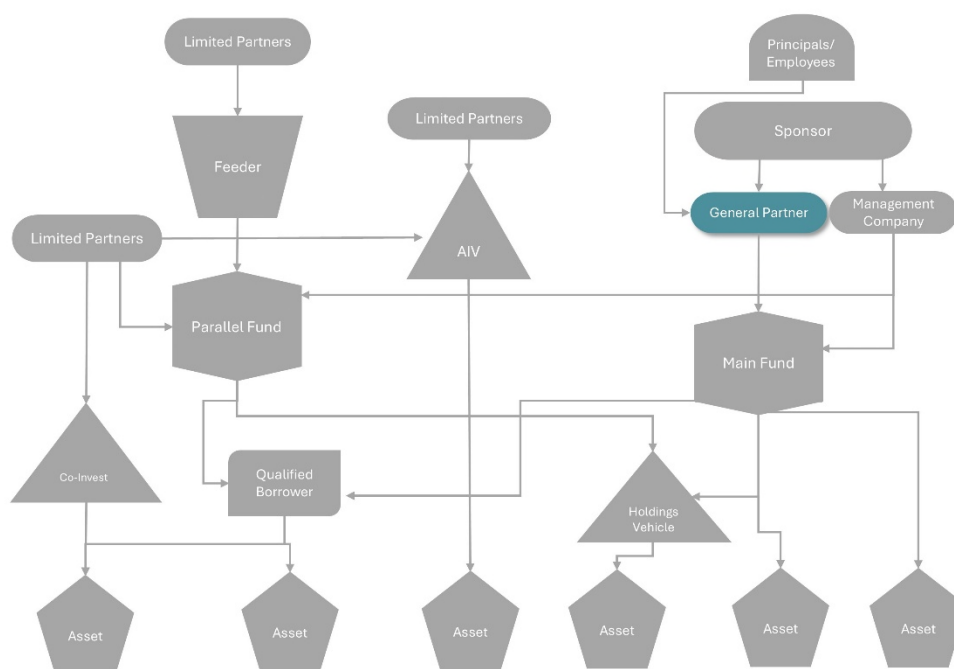 Limited Partners
Principals/
Employees
Limited Partners
Sponsor
Feeder
General Partner
Management
Company
Limited Partners
AIV
Parallel Fund
Main Fund
Co-Invest
Qualified
Borrower
Holdings
Vehicle
Asset
Asset
Asset
Asset
Asset
Asset